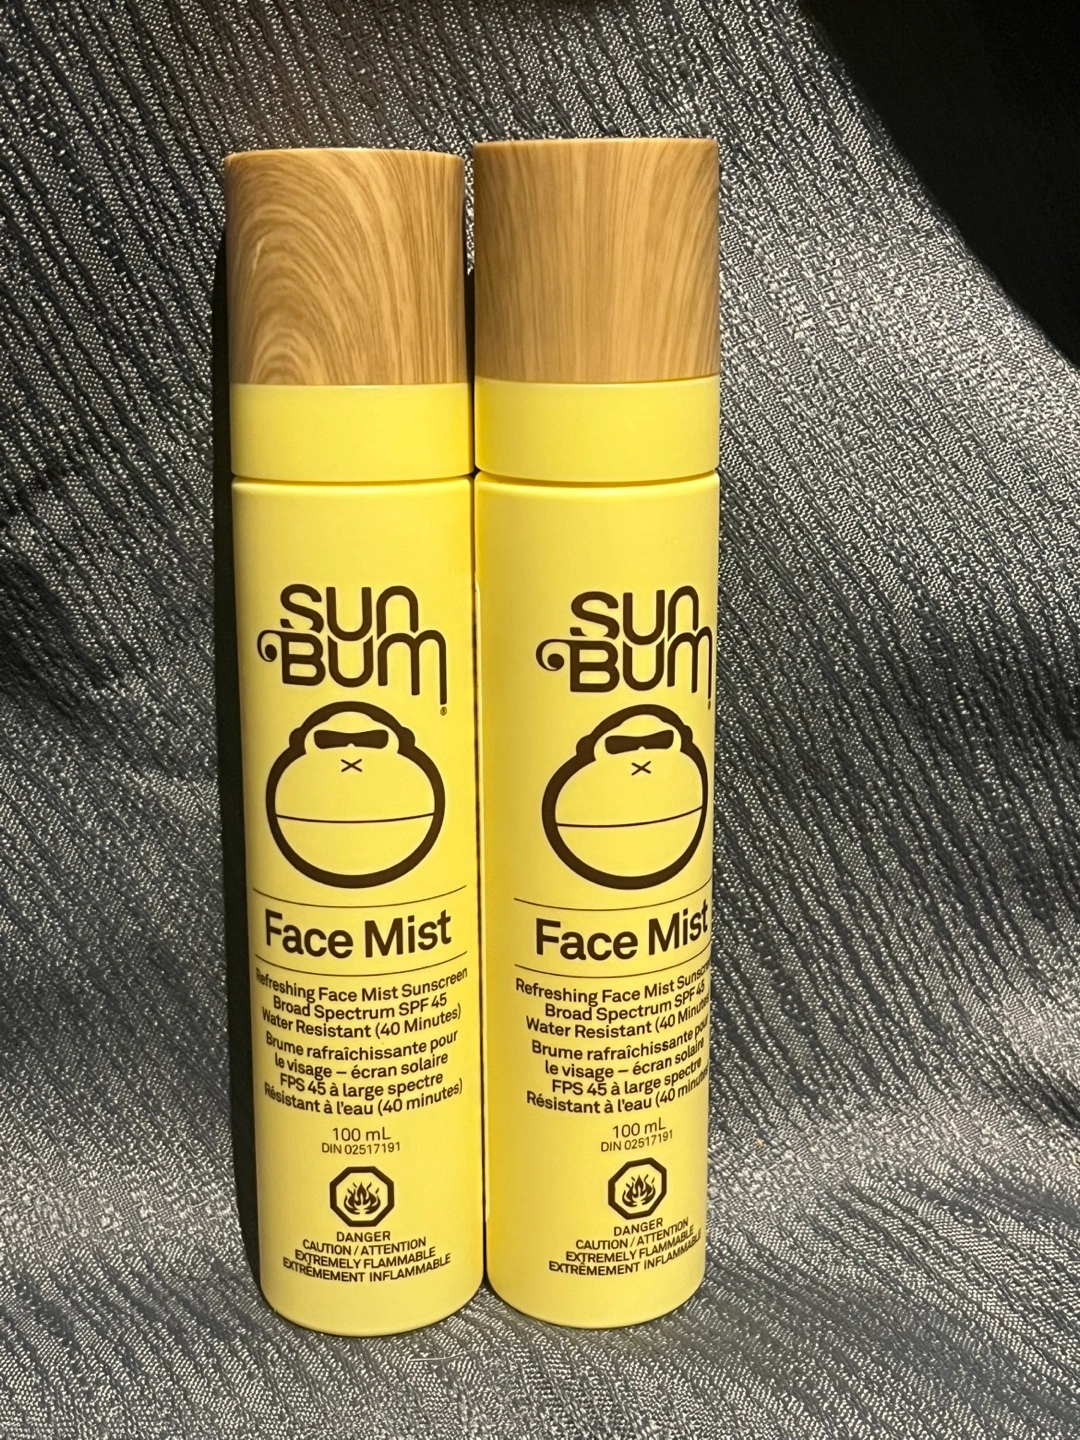 SUN
BUM
®
Face Mist
Refreshing Face Mist Sunscreen
Broad Spectrum SPF 45
Water Resistant (40 Minutes)
Brume rafraîchissante pour
le visage – écran solaire
FPS 45 à large spectre
Résistant à l'eau (40 minutes)
100 mL
DIN 02517191
DANGER
CAUTION / ATTENTION
EXTREMELY FLAMMABLE
EXTRÊMEMENT INFLAMMABLE
SUN
BUM
®
Face Mist
Refreshing Face Mist
Broad Spectrum SPF 45
Water Resistant (40
Brume rafraîchissante pour
le visage – écran solaire
FPS 45 à large spectre
Résistant à l'eau (40 minutes
100 mL
DIN 02517191
DANGER
CAUTION / ATTENTION
EXTREMELY FLAMMABLE
EXTRÊMEMENT INFLAMMABLE